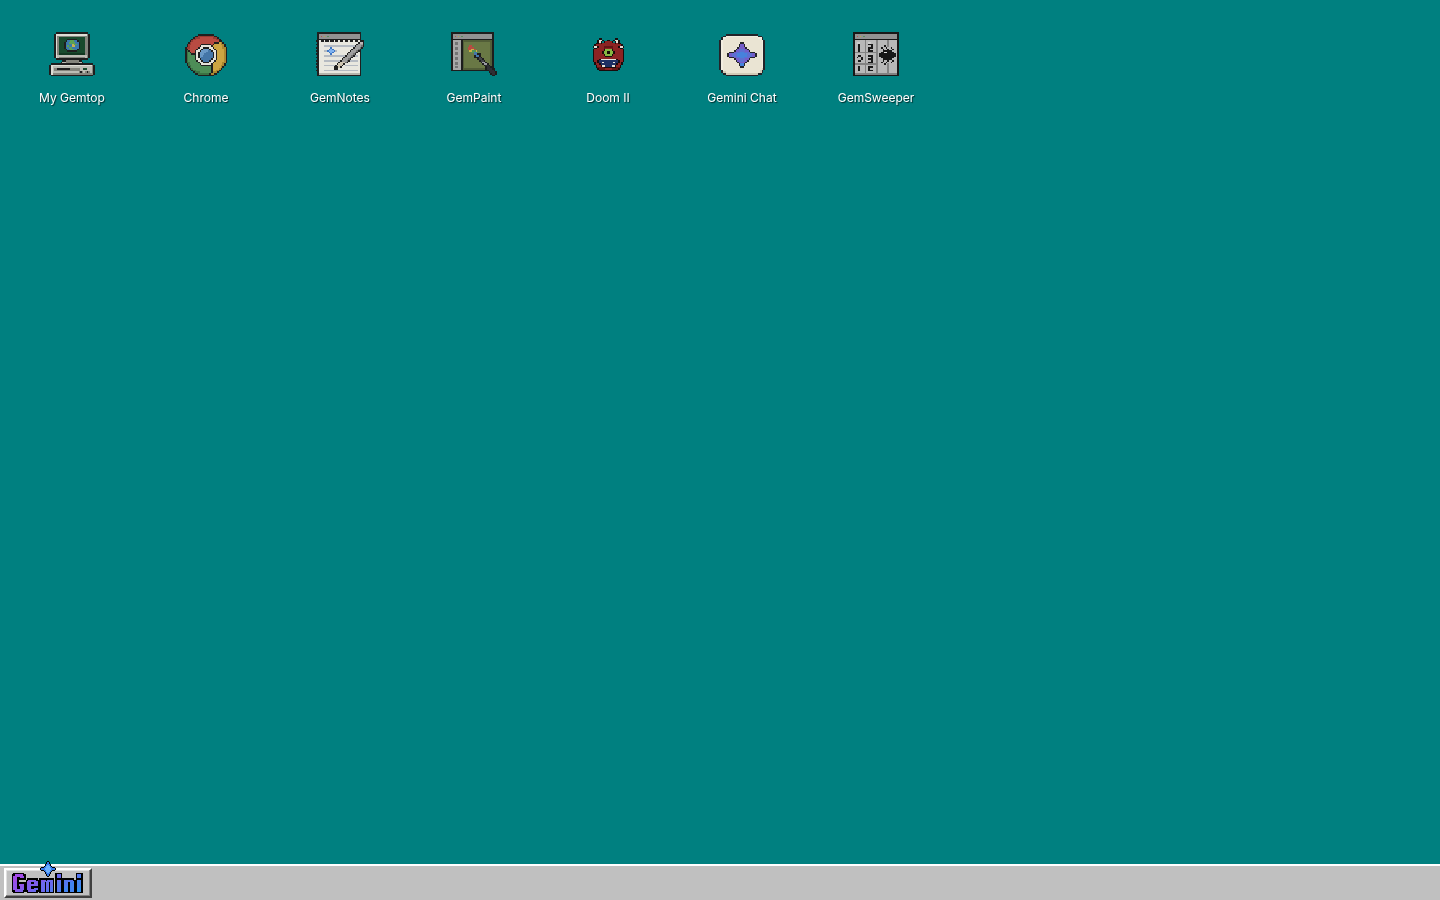 My Gemtop
Chrome
GemNotes
GemPaint
Doom II
Gemini Chat
GemSweeper
Gemini